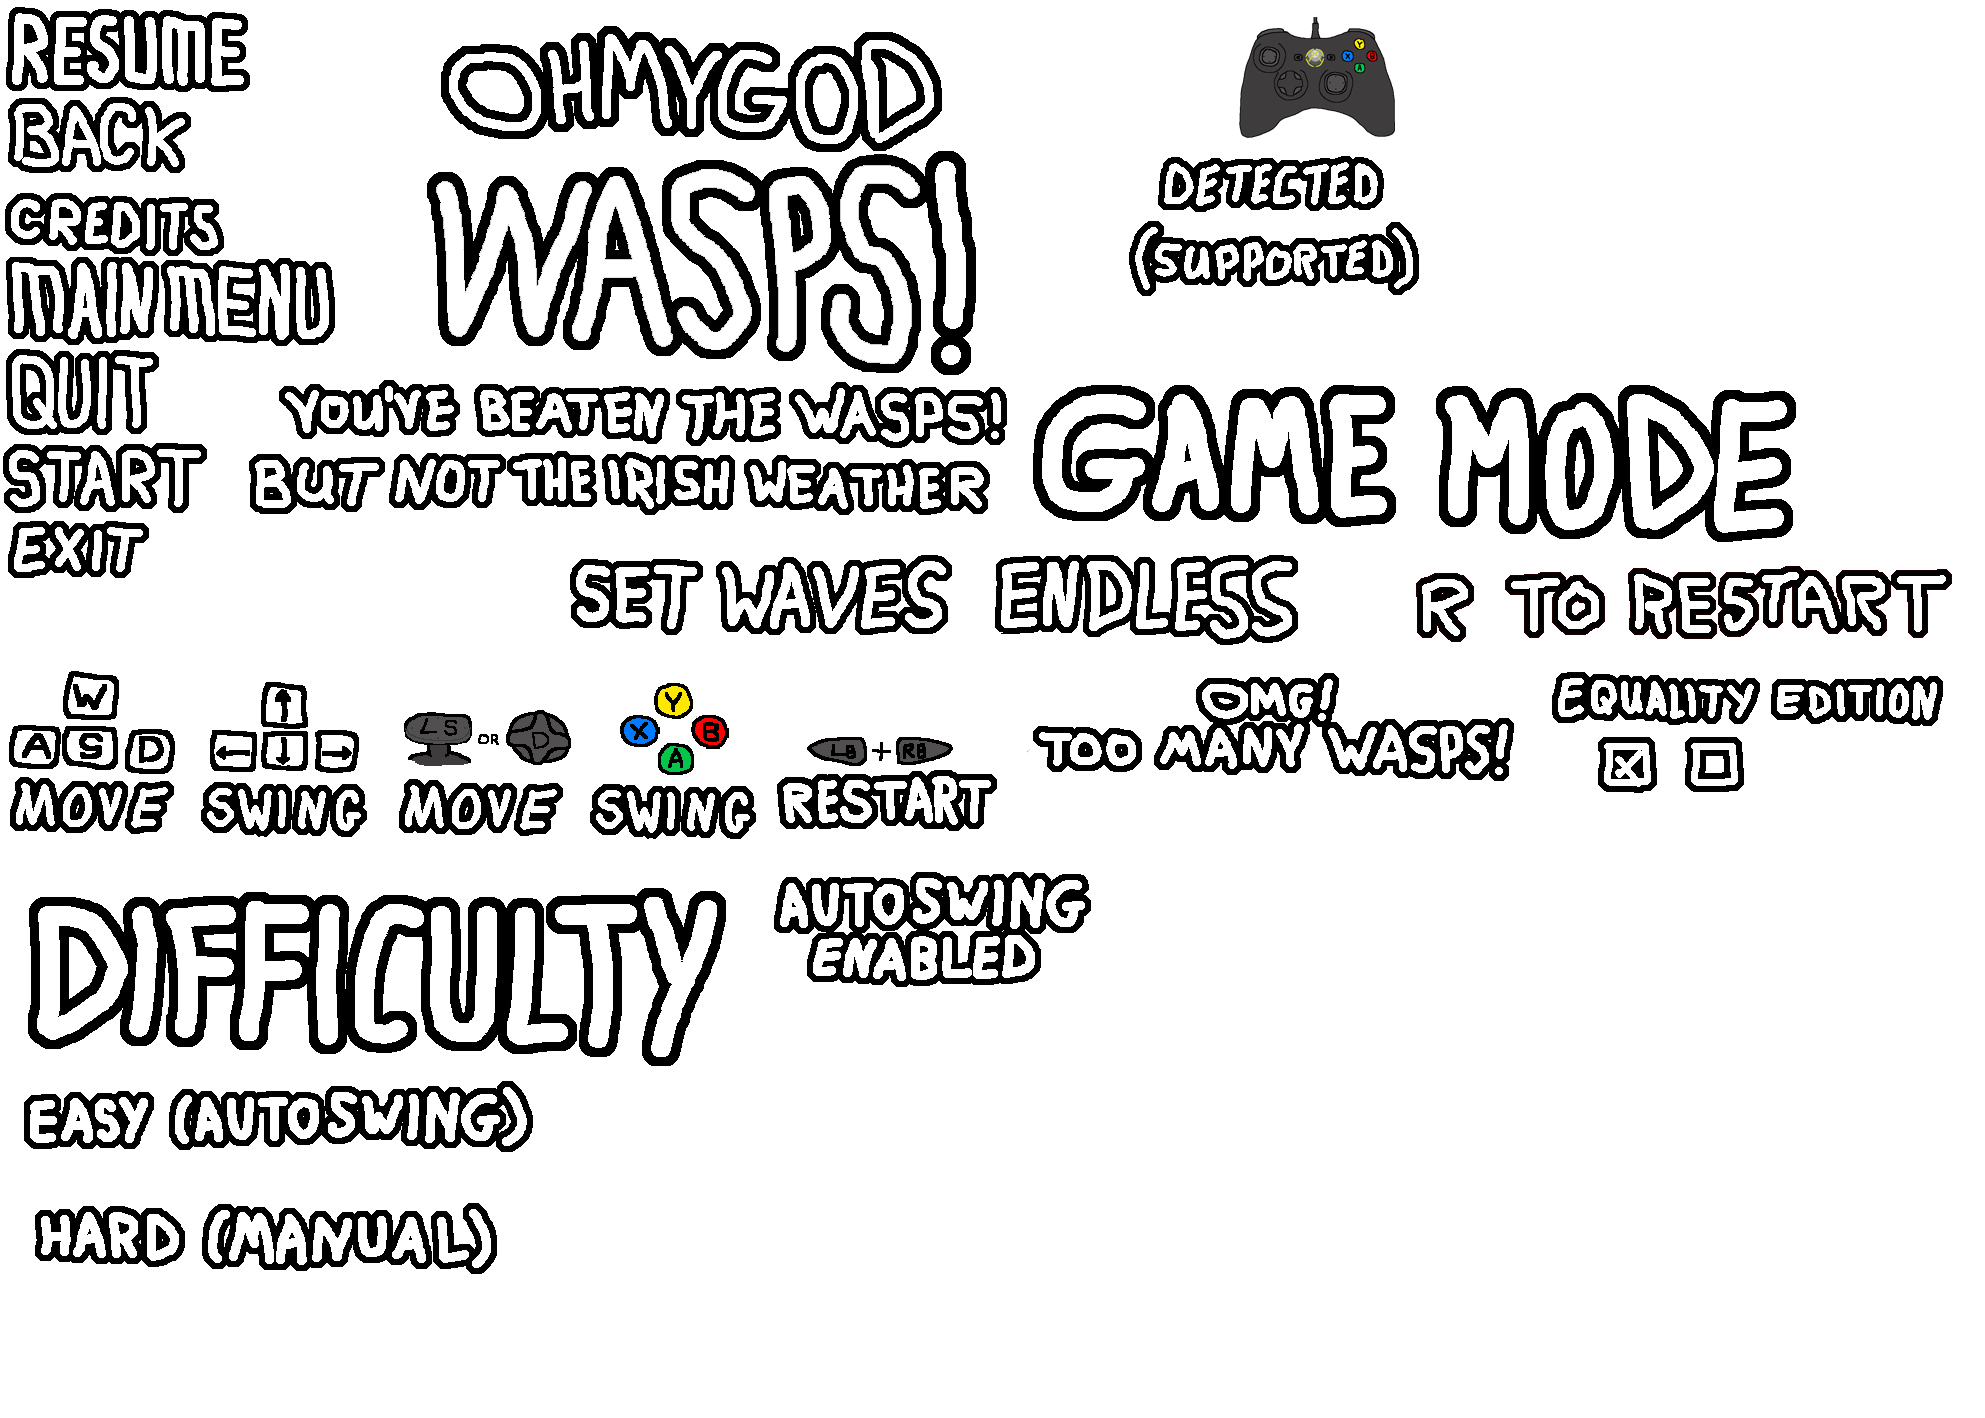 RESUME
BACK
CREDITS
MAIN MENU
QUIT
START
EXIT
OHMYGOD
WASPS!
Y
X B
A
DETECTED
(SUPPORTED)
YOU'VE BEATEN THE WASPS!
BUT NOT THE IRISH WEATHER
GAME MODE
SET WAVES ENDLESS
R TO RESTART
W
A S D
MOVE
↑
← ↓ →
SWING
LS OR D
MOVE
Y
X B
A
SWING
LB + RB
RESTART
OMG!
TOO MANY WASPS!
EQUALITY EDITION
DIFFICULTY
AUTOSWING
ENABLED
EASY (AUTOSWING)
HARD (MANUAL)